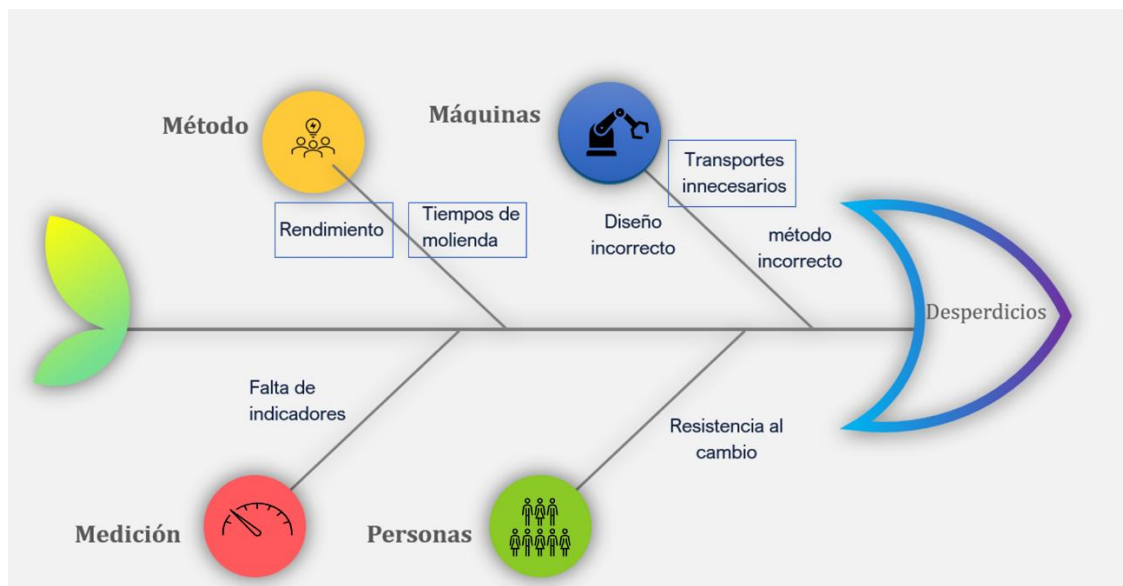 Método
Máquinas
Rendimiento
Tiempos de
molienda
Transportes
innecesarios
Diseño
incorrecto
método
incorrecto
Desperdicios
Falta de
indicadores
Resistencia al
cambio
Medición
Personas